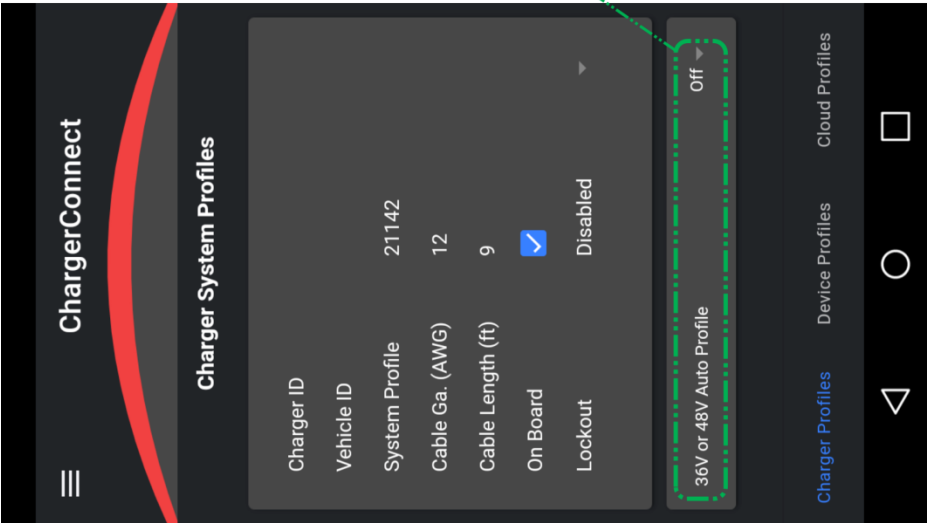 ChargerConnect
Charger System Profiles
Charger ID
Vehicle ID
System Profile 21142
Cable Ga. (AWG) 12
Cable Length (ft) 9
On Board
Lockout Disabled
36V or 48V Auto Profile Off
Charger Profiles Device Profiles Cloud Profiles